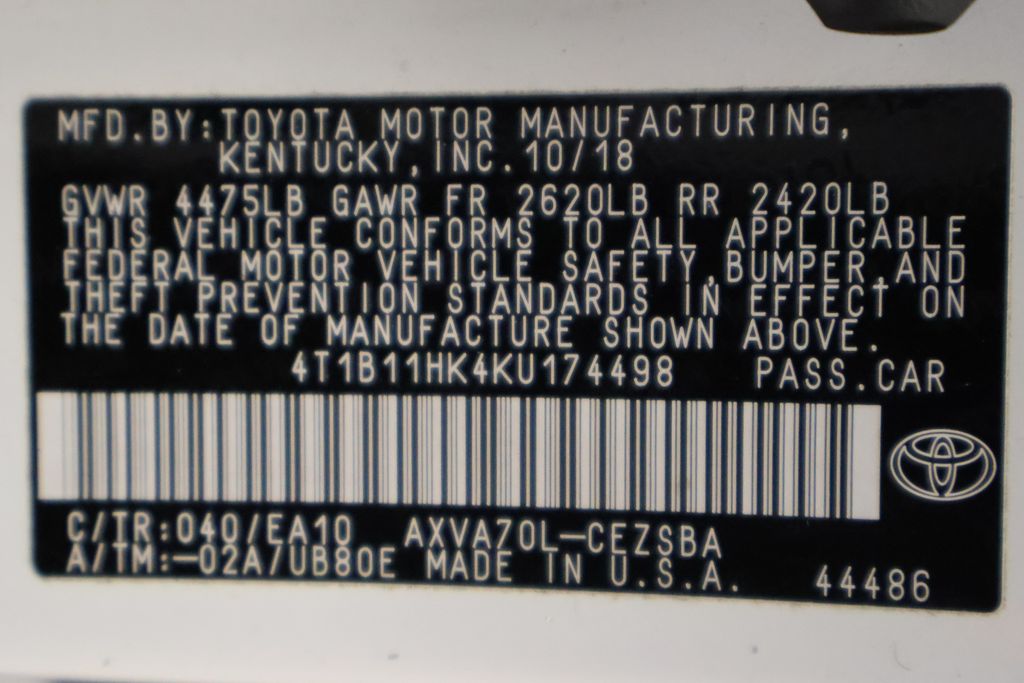 MFD.BY:TOYOTA MOTOR MANUFACTURING,
KENTUCKY,INC.10/18
GVWR 4475LB GAWR FR 2620LB RR 2420LB
THIS VEHICLE CONFORMS TO ALL APPLICABLE
FEDERAL MOTOR VEHICLE SAFETY,BUMPER,AND
THEFT PREVENTION STANDARDS IN EFFECT ON
THE DATE OF MANUFACTURE SHOWN ABOVE.
4T1B11HK4KU174498 PASS.CAR
C/TR:040/EA10 AXVA70L-CEZSBA
A/TM:-02A/UB80E MADE IN U.S.A. 44486